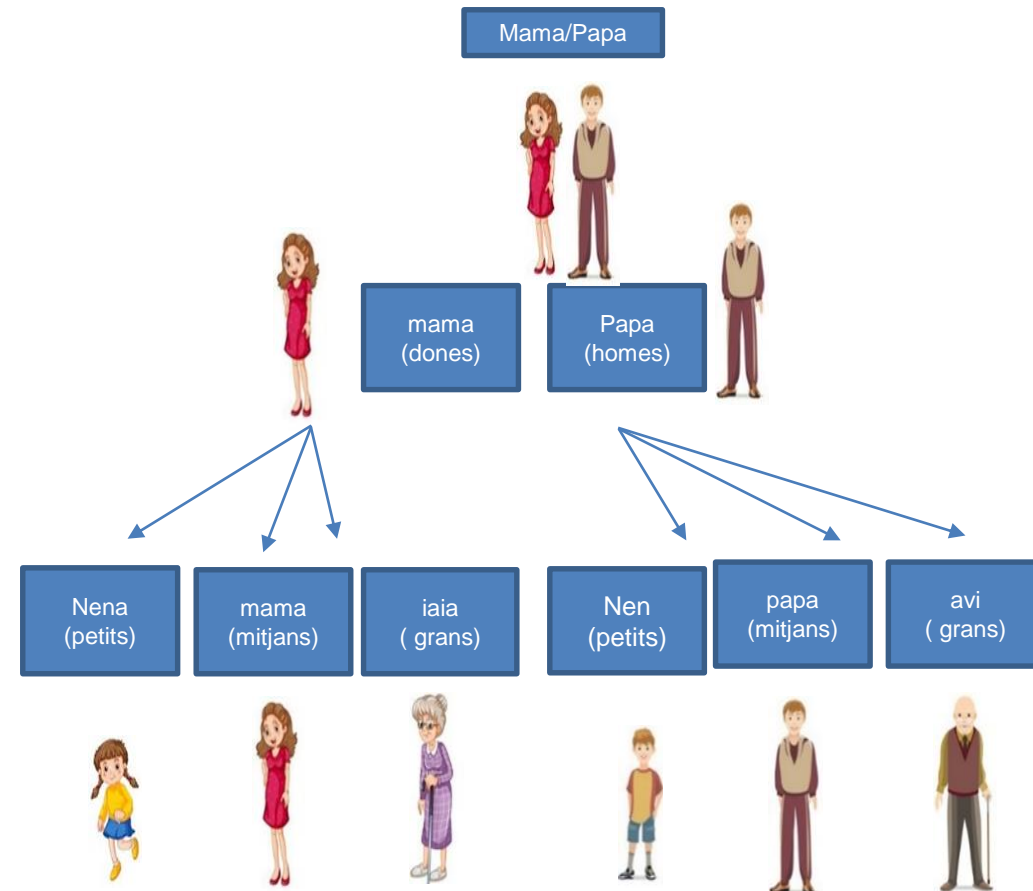 Mama/Papa
mama
(dones)
Papa
(homes)
Nena
(petits)
mama
(mitjans)
iaia
( grans)
Nen
(petits)
papa
(mitjans)
avi
( grans)